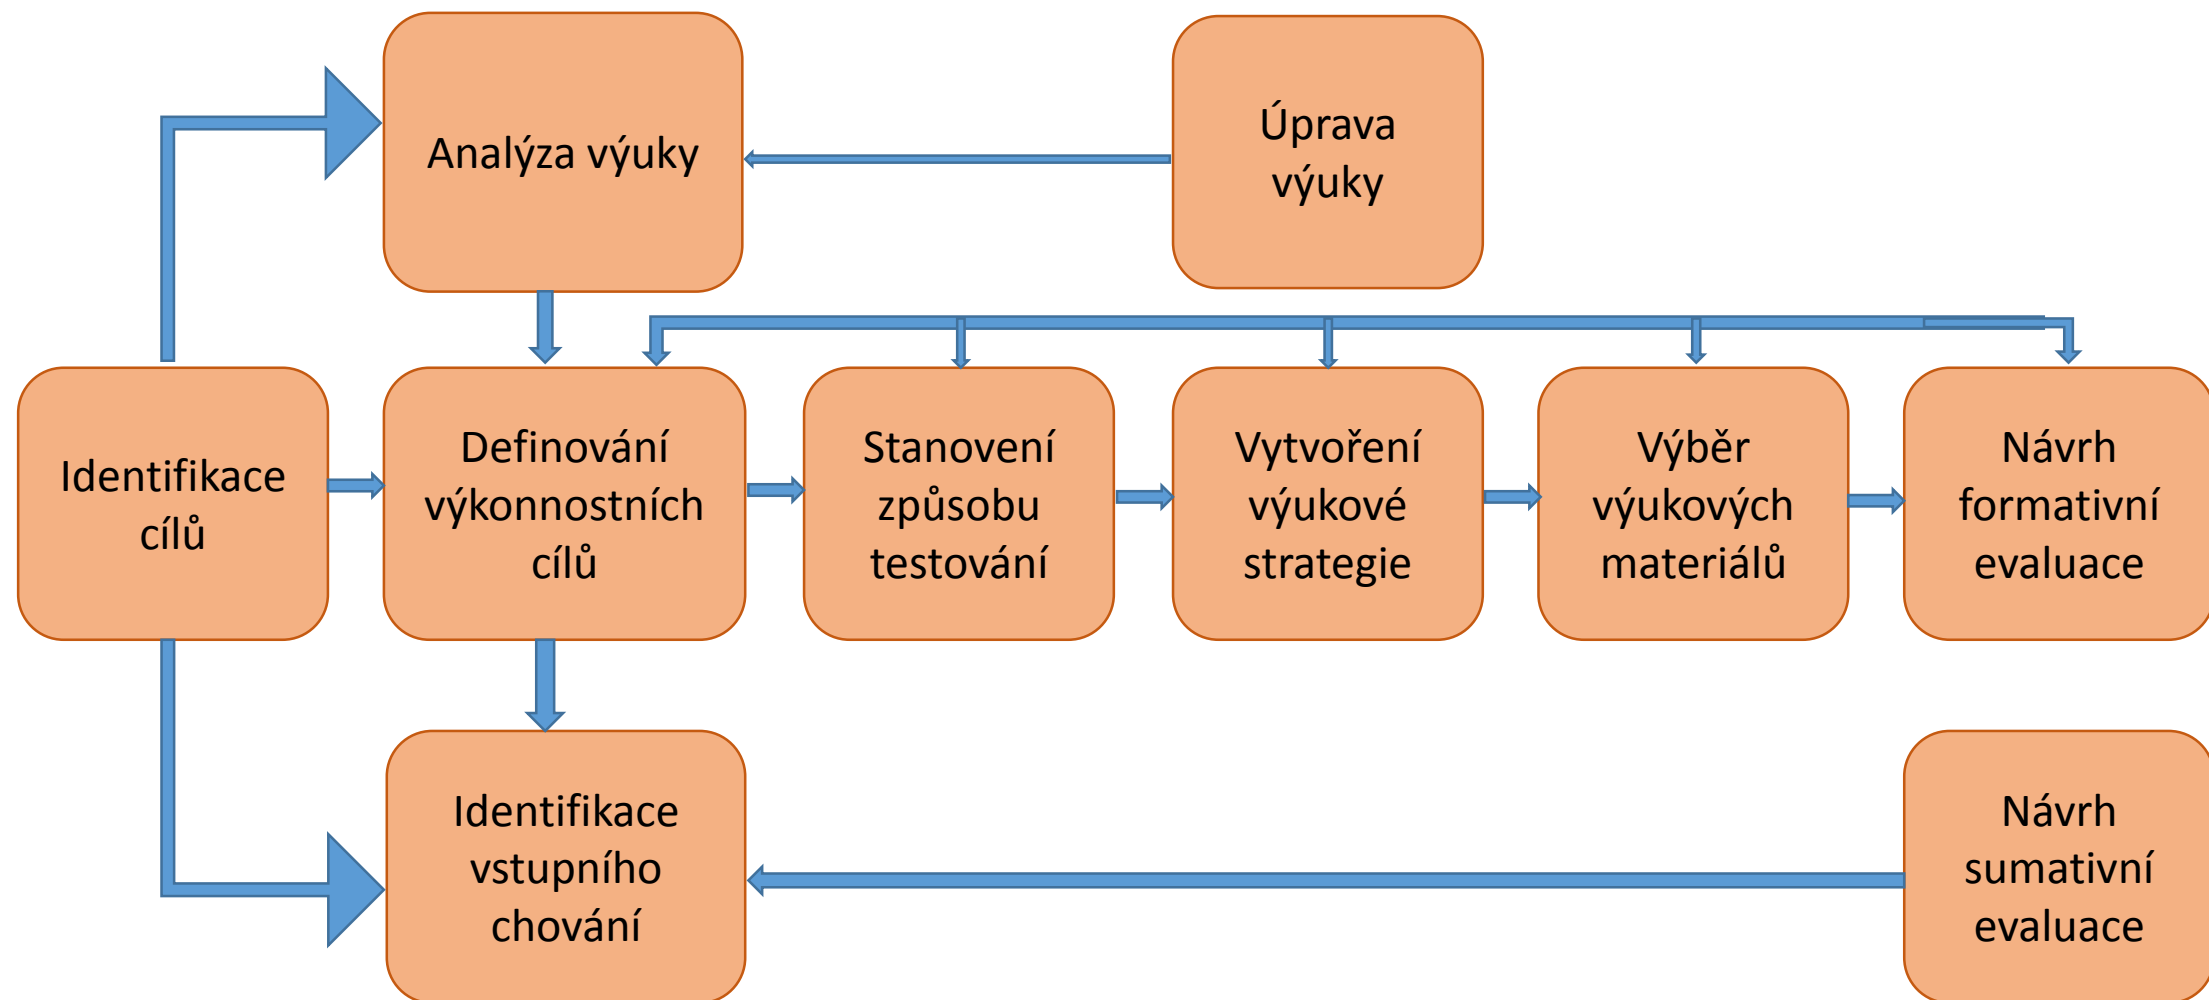 Analýza výuky
Úprava
výuky
Identifikace
cílů
Definování
výkonnostních
cílů
Stanovení
způsobu
testování
Vytvoření
výukové
strategie
Výběr
výukových
materiálů
Návrh
formativní
evaluace
Identifikace
vstupního
chování
Návrh
sumativní
evaluace